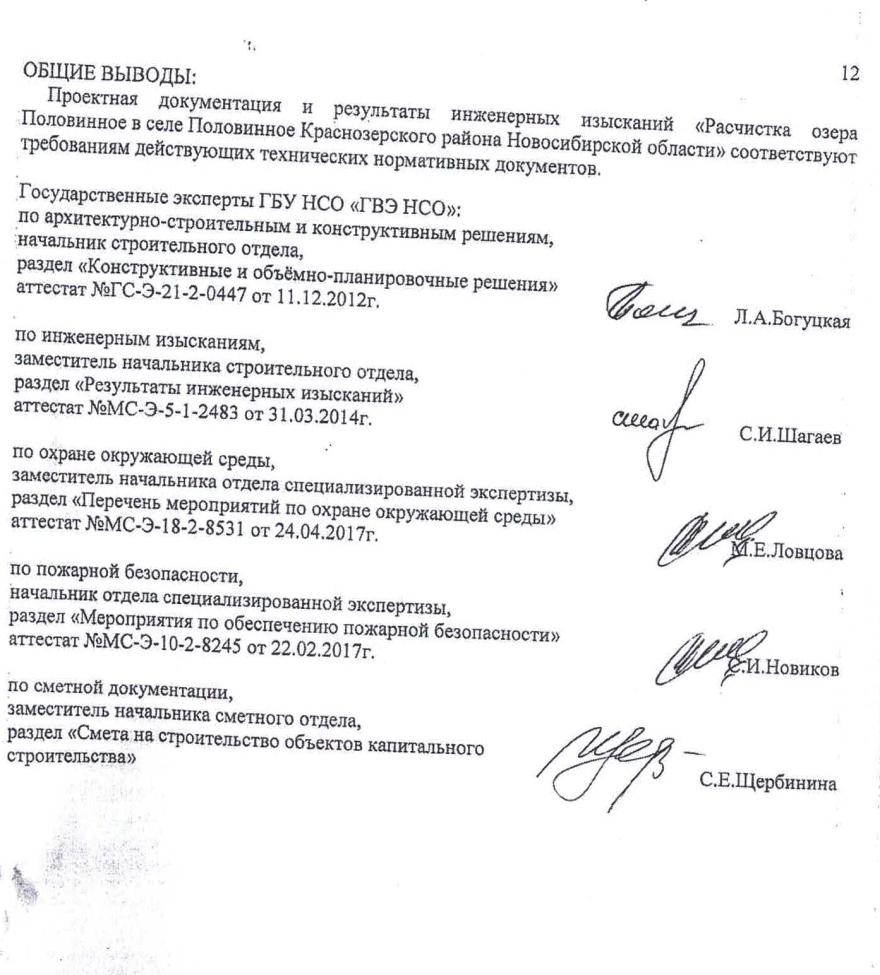 12
ОБЩИЕ ВЫВОДЫ:
Проектная документация и результаты инженерных изысканий «Расчистка озера
Половинное в селе Половинное Краснозерского района Новосибирской области» соответствуют
требованиям действующих технических нормативных документов.
Государственные эксперты ГБУ НСО «ГВЭ НСО»:
по архитектурно-строительным и конструктивным решениям,
начальник строительного отдела,
раздел «Конструктивные и объёмно-планировочные решения»
аттестат №ГС-Э-21-2-0447 от 11.12.2012г.
Л.А.Богуцкая
по инженерным изысканиям,
заместитель начальника строительного отдела,
раздел «Результаты инженерных изысканий»
аттестат №МС-Э-5-1-2483 от 31.03.2014г.
С.И.Шагаев
по охране окружающей среды,
заместитель начальника отдела специализированной экспертизы,
раздел «Перечень мероприятий по охране окружающей среды»
аттестат №МС-Э-18-2-8531 от 24.04.2017г.
М.Е.Ловцова
по пожарной безопасности,
начальник отдела специализированной экспертизы,
раздел «Мероприятия по обеспечению пожарной безопасности»
аттестат №МС-Э-10-2-8245 от 22.02.2017г.
С.И.Новиков
по сметной документации,
заместитель начальника сметного отдела,
раздел «Смета на строительство объектов капитального
строительства»
С.Е.Щербинина